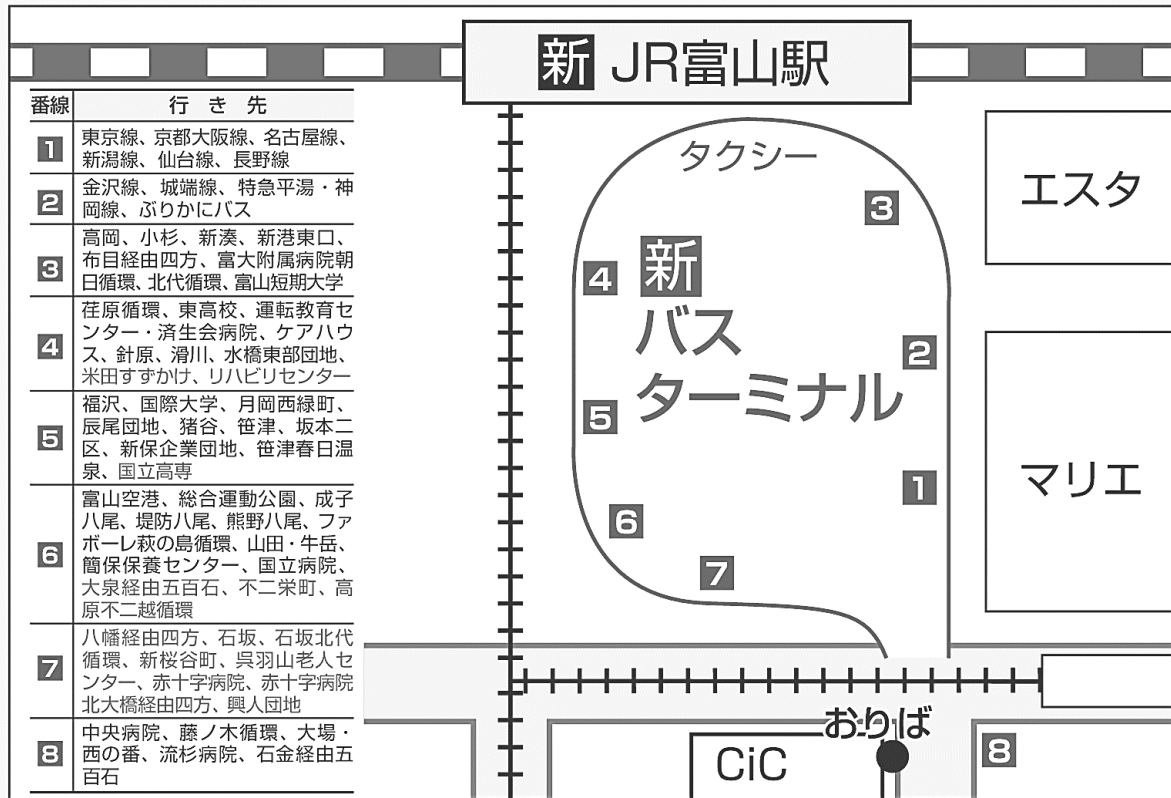 新 JR富山駅
番線 行き先
1 東京線、京都大阪線、名古屋線、
新潟線、仙台線、長野線
2 金沢線、城端線、特急平湯・神
岡線、ぶりかにバス
3 高岡、小杉、新湊、新港東口、
布目経由四方、富大附属病院朝
日循環、北代循環、富山短期大学
4 荏原循環、東高校、運転教育セ
ンター・済生会病院、ケアハウ
ス、針原、滑川、水橋東部団地、
米田すずかけ、リハビリセンター
5 福沢、国際大学、月岡西緑町、
辰尾団地、猪谷、笹津、坂本二
区、新保企業団地、笹津春日温
泉、国立高専
6 富山空港、総合運動公園、成子
八尾、堤防八尾、熊野八尾、ファ
ボーレ萩の島循環、山田・牛岳、
簡保保養センター、国立病院、
大泉経由五百石、不二栄町、高
原不二越循環
7 八幡経由四方、石坂、石坂北代
循環、新桜谷町、呉羽山老人セ
ンター、赤十字病院、赤十字病院
北大橋経由四方、興人団地
8 中央病院、藤ノ木循環、大場・
西の番、流杉病院、石金経由五
百石
タクシー
3
エスタ
4
新
バス
ターミナル
2
5
1
マリエ
6
7
おりば
CiC
8